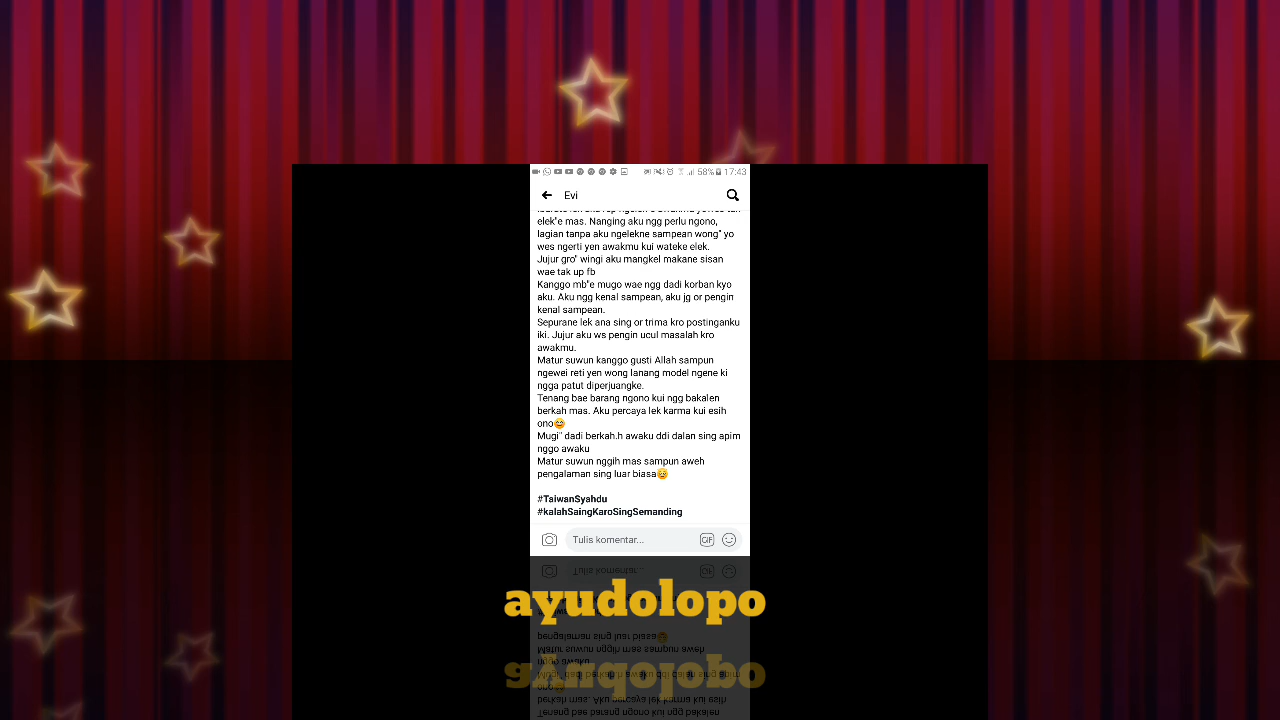 58% 17:43
Evi
elek"e mas. Nanging aku ngg perlu ngono,
lagian tanpa aku ngelekne sampean wong" yo
wes ngerti yen awakmu kui wateke elek.
Jujur gro" wingi aku mangkel makane sisan
wae tak up fb
Kanggo mb"e mugo wae ngg dadi korban kyo
aku. Aku ngg kenal sampean, aku jg or pengin
kenal sampean.
Sepurane lek ana sing or trima kro postinganku
iki. Jujur aku ws pengin ucul masalah kro
awakmu.
Matur suwun kanggo gusti Allah sampun
ngewei reti yen wong lanang model ngene ki
ngga patut diperjuangke.
Tenang bae barang ngono kui ngg bakalen
berkah mas. Aku percaya lek karma kui esih
ono😊
Mugi" dadi berkah.h awaku ddi dalan sing apim
nggo awaku
Matur suwun nggih mas sampun aweh
pengalaman sing luar biasa😊
#TaiwanSyahdu
#kalahSaingKaroSingSemanding
Tulis komentar...
GIF
ayudolopo